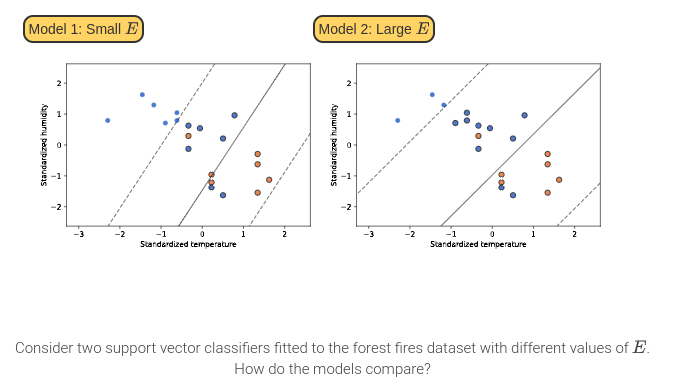 Model 1: Small E
Model 2: Large E
Standardized humidity
2
1
0
−1
−2
−3
−2
−1
0
1
2
Standardized temperature
Standardized humidity
2
1
0
−1
−2
−3
−2
−1
0
1
2
Standardized temperature
Consider two support vector classifiers fitted to the forest fires dataset with different values of E.
How do the models compare?